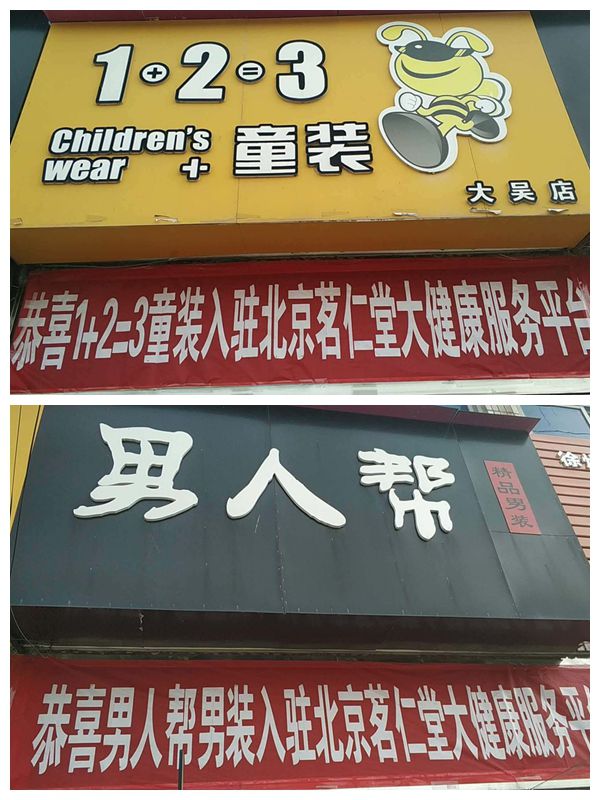 1+2=3
Children's
wear + 童装
大吴店
恭喜1+2=3童装入驻北京茗仁堂大健康服务平台
男人帮
精品男装
徐
恭喜男人帮男装入驻北京茗仁堂大健康服务平